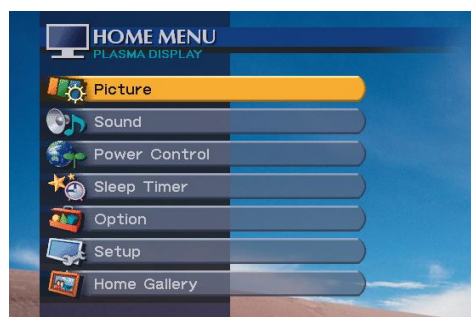 HOME MENU
PLASMA DISPLAY
Picture
Sound
Power Control
Sleep Timer
Option
Setup
Home Gallery